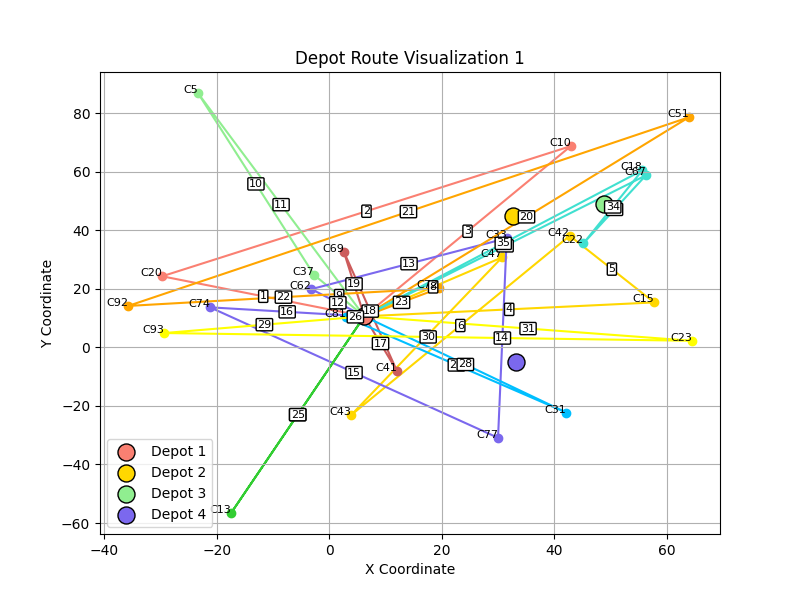 Depot Route Visualization 1
Y Coordinate
80
60
40
20
0
−20
−40
−60
−40
−20
0
20
40
60
X Coordinate
C5
C51
C10
C18
C67
10
11
2
21
3
20
34
C33
C42
C22
35
C69
C47
13
C37
C20
5
C62
19
C92
1
22
12
23
C15
C74
16
C81
26
18
4
C93
29
6
31
30
14
C23
17
C41
15
28
C43
25
C31
C77
C13
Depot 1
Depot 2
Depot 3
Depot 4